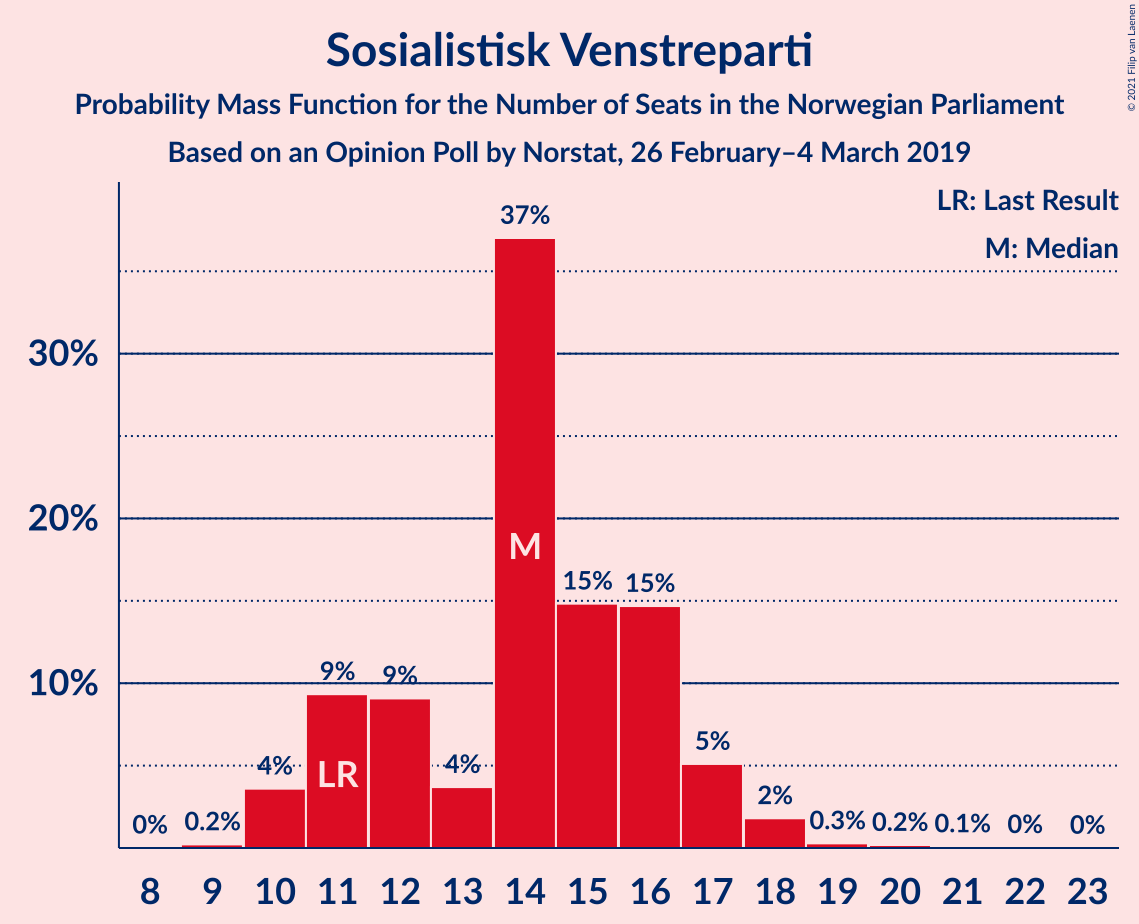 © 2021 Filip van Laenen
Sosialistisk Venstreparti
Probability Mass Function for the Number of Seats in the Norwegian Parliament
Based on an Opinion Poll by Norstat, 26 February–4 March 2019
LR: Last Result
M: Median
37%
30%
20%
10%
M
15% 15%
9% 9%
LR
4% 4%
5%
2%
0% 0.2% 0.3% 0.2% 0.1% 0% 0%
8 9 10 11 12 13 14 15 16 17 18 19 20 21 22 23